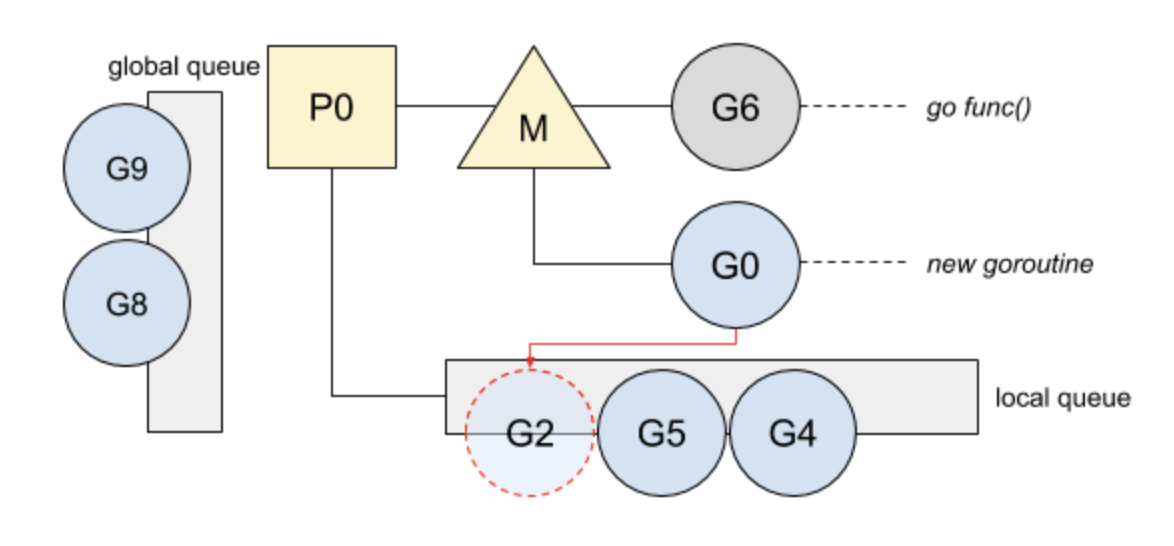 global queue
P0
M
G6
go func()
G9
G0
new goroutine
G8
local queue
G2
G5
G4